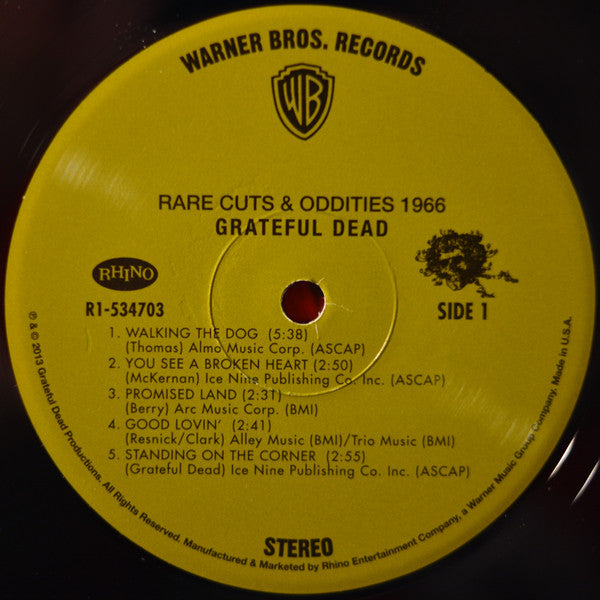 WARNER BROS. RECORDS
WB
RARE CUTS & ODDITIES 1966
GRATEFUL DEAD
RHINO
R1-534703
SIDE 1
1. WALKING THE DOG (5:38)
(Thomas) Almo Music Corp. (ASCAP)
2. YOU SEE A BROKEN HEART (2:50)
(McKernan) Ice Nine Publishing Co. Inc. (ASCAP)
3. PROMISED LAND (2:31)
(Berry) Arc Music Corp. (BMI)
4. GOOD LOVIN' (2:41)
(Resnick/Clark) Alley Music (BMI)/Trio Music (BMI)
5. STANDING ON THE CORNER (2:55)
(Grateful Dead) Ice Nine Publishing Co. Inc. (ASCAP)
STEREO
℗ & © 2013 Grateful Dead Productions. All Rights Reserved. Manufactured & Marketed by Rhino Entertainment Company, a Warner Music Group Company. Made in U.S.A.